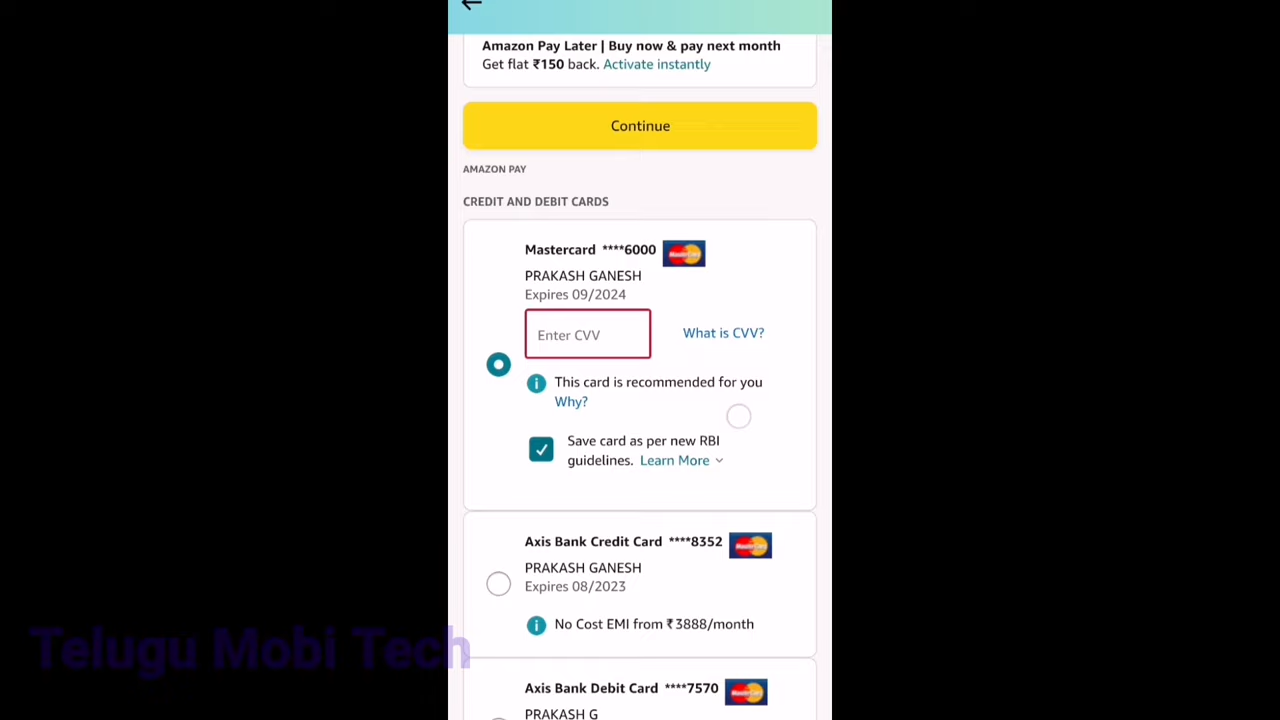 Amazon Pay Later | Buy now & pay next month
Get flat ₹150 back. Activate instantly
Continue
AMAZON PAY
CREDIT AND DEBIT CARDS
Mastercard ****6000 MasterCard
PRAKASH GANESH
Expires 09/2024
Enter CVV
What is CVV?
This card is recommended for you
Why?
Save card as per new RBI
guidelines. Learn More
Axis Bank Credit Card ****8352 MasterCard
PRAKASH GANESH
Expires 08/2023
No Cost EMI from ₹3888/month
Telugu Mobi Tech
Axis Bank Debit Card ****7570 MasterCard
PRAKASH G